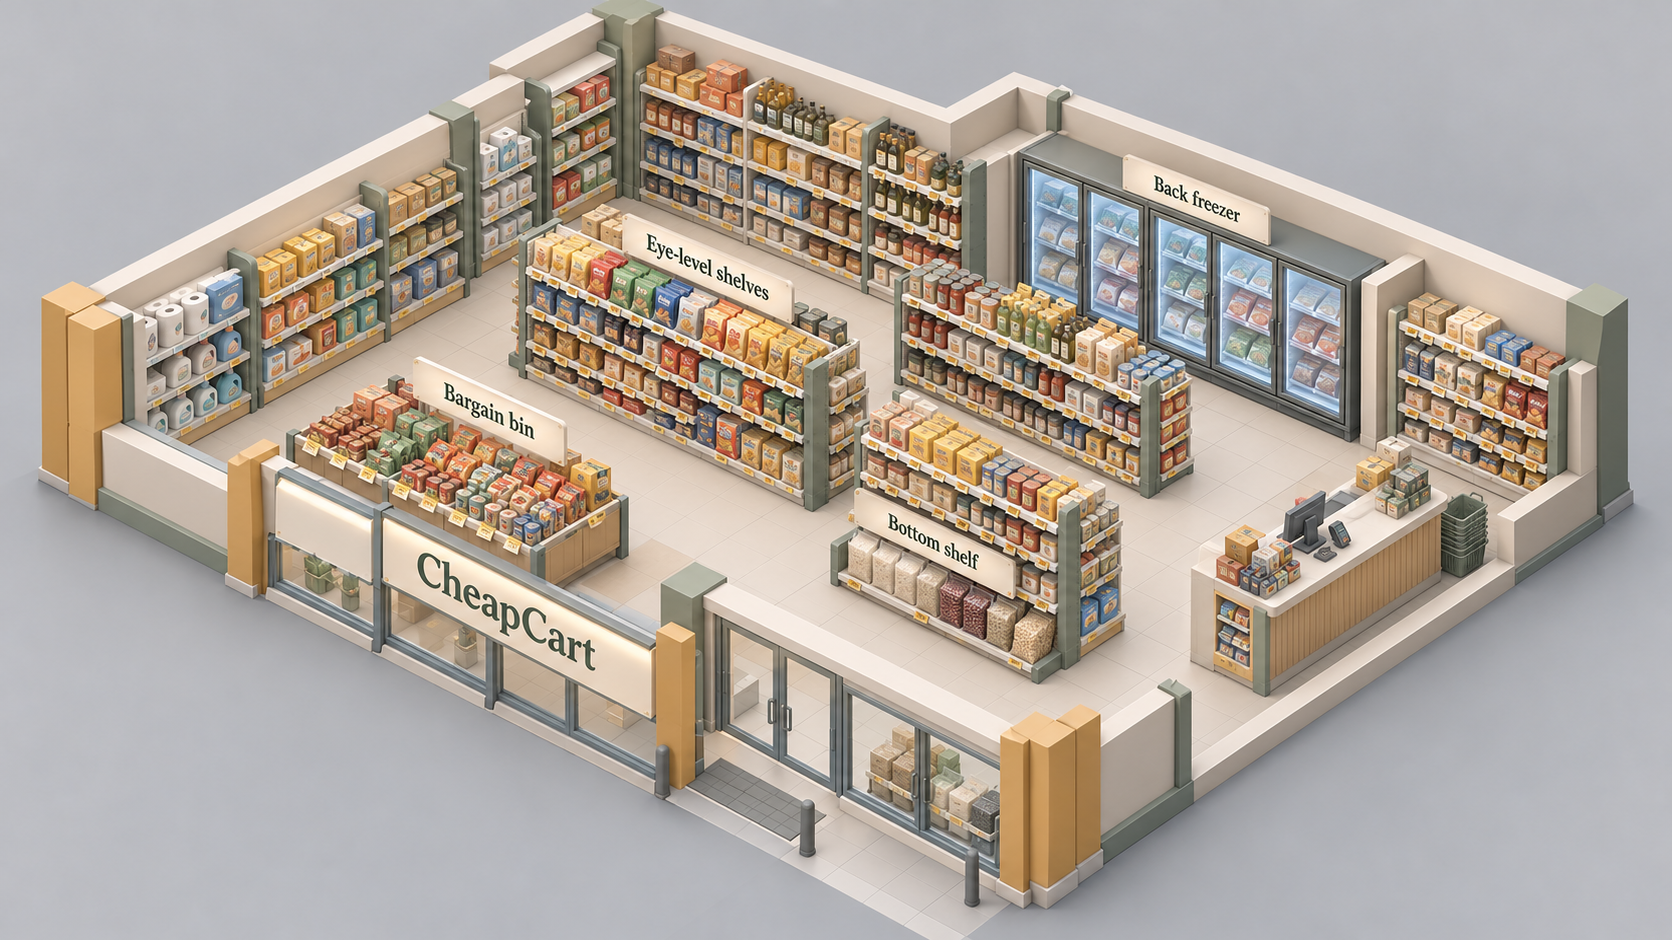 Back freezer
Eye-level shelves
Bargain bin
Bottom shelf
CheapCart